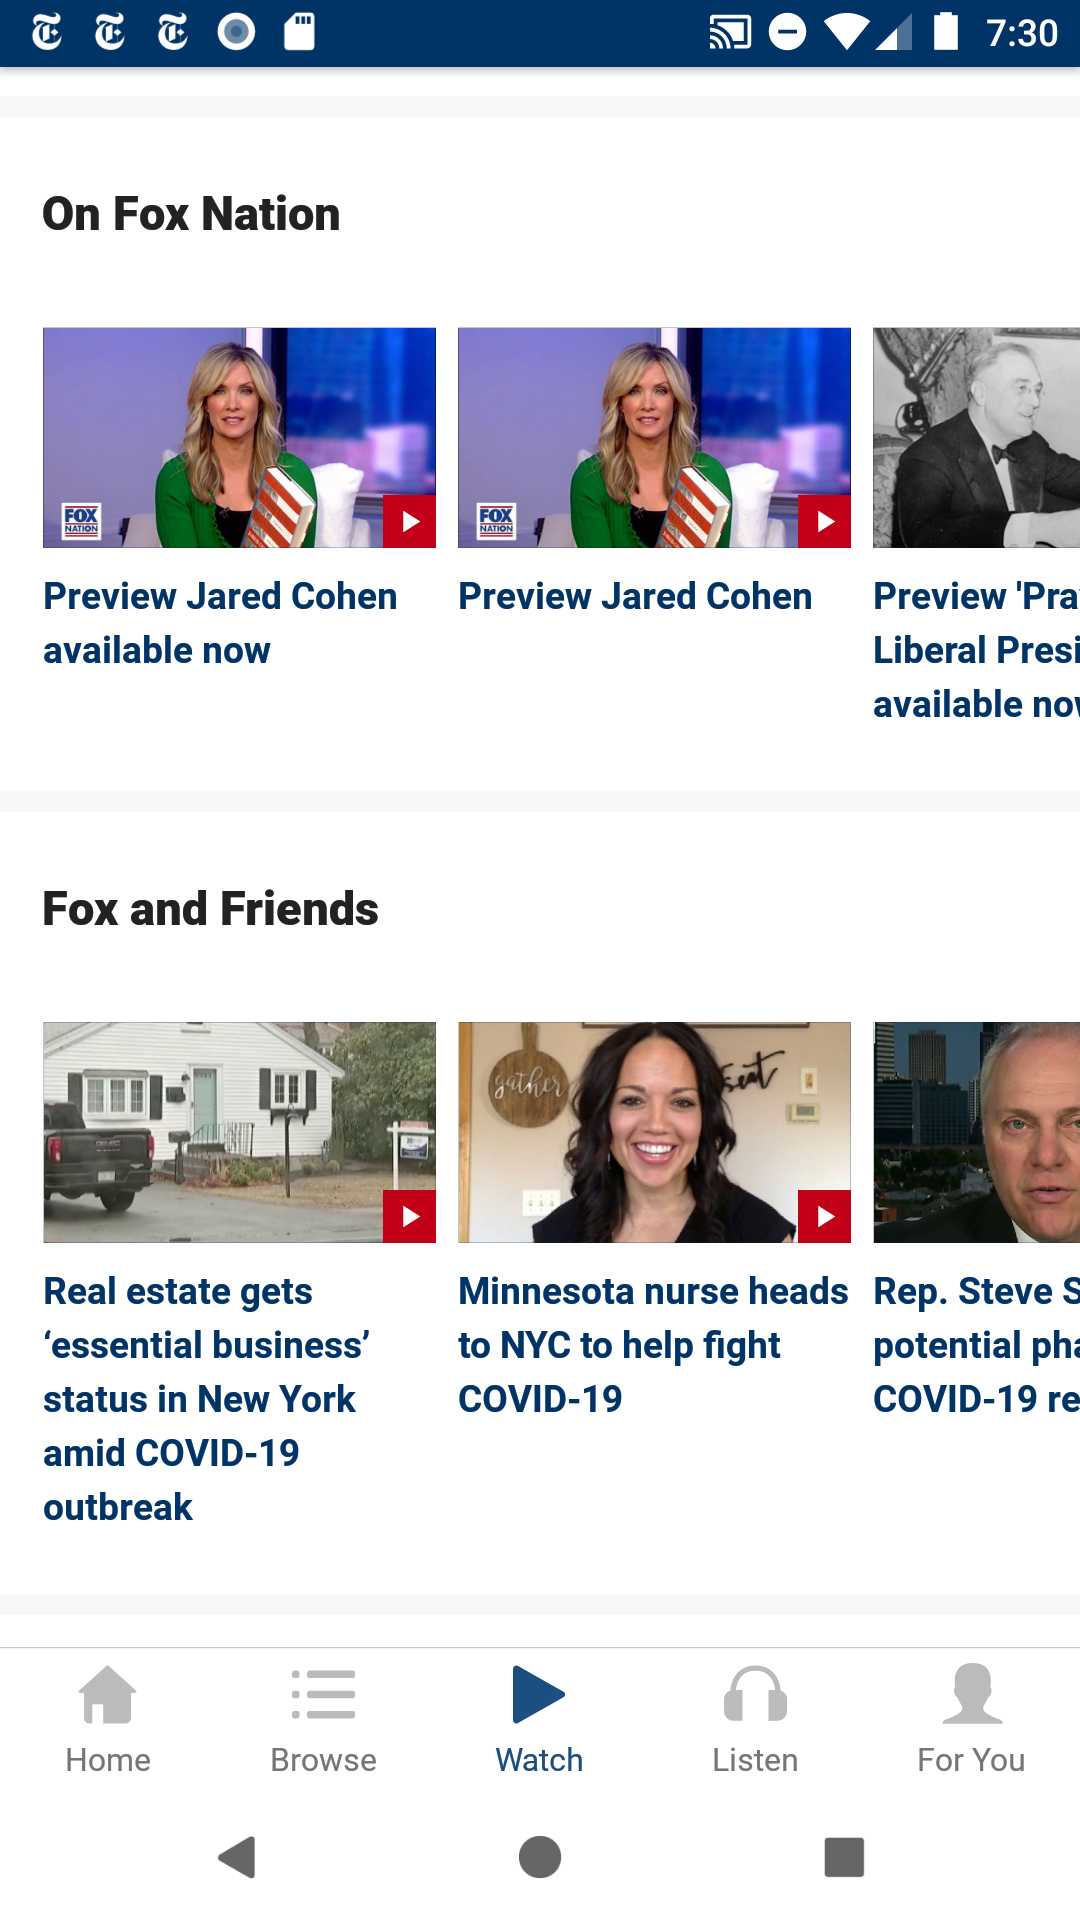 7:30
On Fox Nation
FOX
NATION
FOX
NATION
Preview Jared Cohen
available now
Preview Jared Cohen
Preview 'Pra
Liberal Presi
available now
Fox and Friends
gather
Real estate gets
‘essential business’
status in New York
amid COVID-19
outbreak
Minnesota nurse heads
to NYC to help fight
COVID-19
Rep. Steve S
potential pha
COVID-19 re
Home
Browse
Watch
Listen
For You